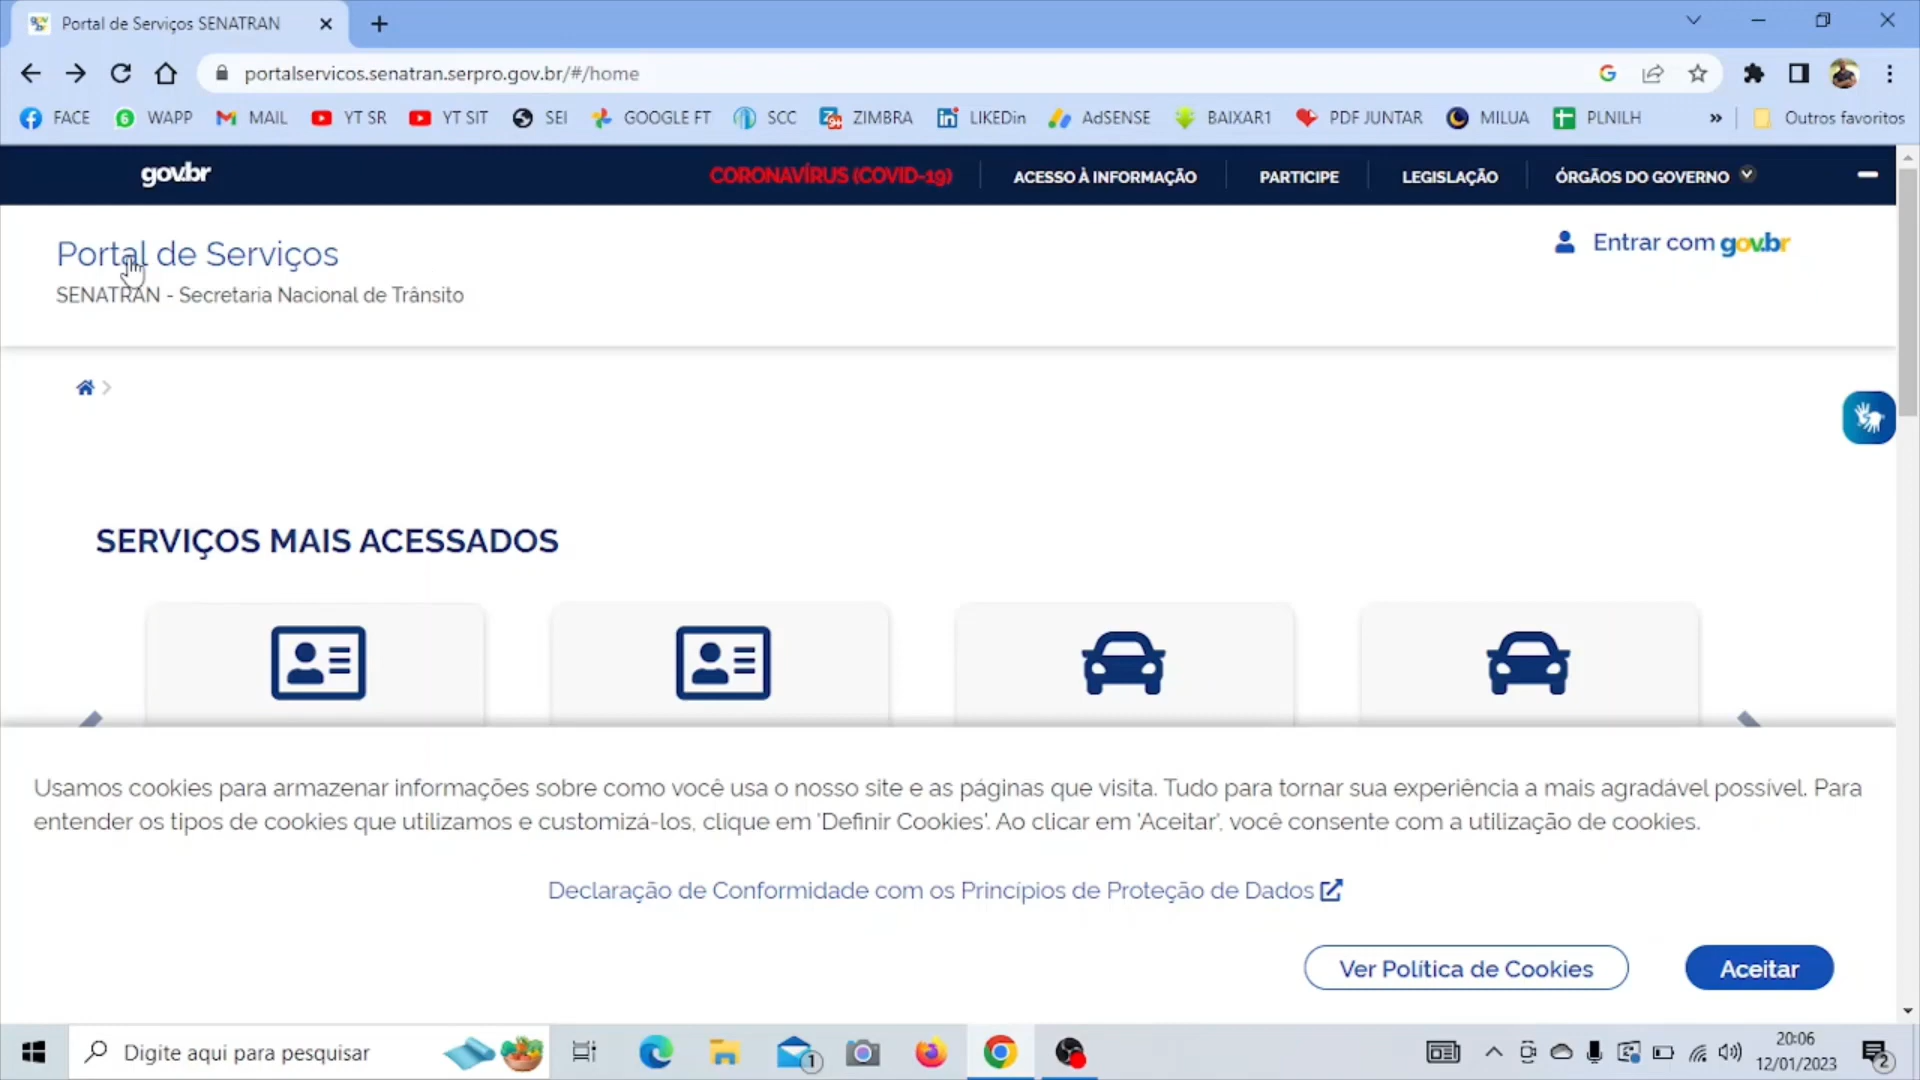 Portal de Serviços SENATRAN
portalservicos.senatran.serpro.gov.br/#/home
FACE
6
WAPP
MAIL
YT SR
YT SIT
SEI
GOOGLE FT
SCC
ZIMBRA
LIKEDin
AdSENSE
BAIXAR1
PDF JUNTAR
MILUA
PLNILH
»
Outros favoritos
gov.br
CORONAVÍRUS (COVID-19)
ACESSO À INFORMAÇÃO
PARTICIPE
LEGISLAÇÃO
ÓRGÃOS DO GOVERNO
Portal de Serviços
Entrar com gov.br
SENATRAN - Secretaria Nacional de Trânsito
SERVIÇOS MAIS ACESSADOS
Usamos cookies para armazenar informações sobre como você usa o nosso site e as páginas que visita. Tudo para tornar sua experiência a mais agradável possível. Para
entender os tipos de cookies que utilizamos e customizá-los, clique em 'Definir Cookies'. Ao clicar em 'Aceitar', você consente com a utilização de cookies.
Declaração de Conformidade com os Princípios de Proteção de Dados
Ver Política de Cookies
Aceitar
Digite aqui para pesquisar
1
20:06
12/01/2023
2